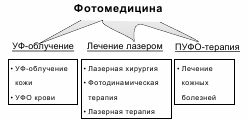 Фотомедицина
УФ-облучение
Лечение лазером
ПУФО-терапия
• УФ-облучение
кожи
• УФО крови
• Лазерная хирургия
• Фотодинамическая
терапия
• Лазерная терапия
• Лечение
кожных
болезней